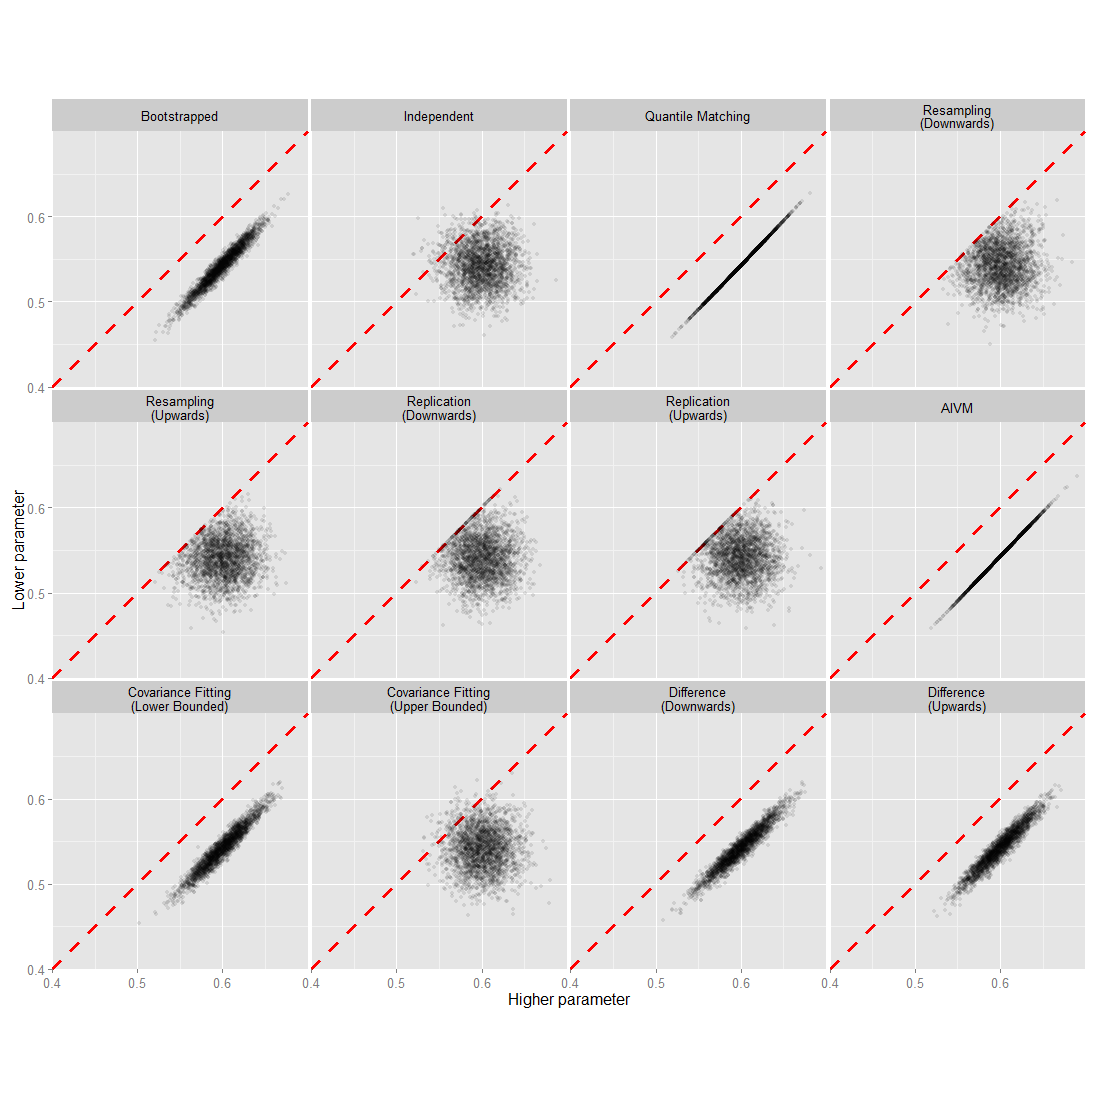 Bootstrapped
Independent
Quantile Matching
Resampling
(Downwards)
0.6
0.5
0.4
Resampling
(Upwards)
Replication
(Downwards)
Replication
(Upwards)
AIVM
Lower parameter
0.6
0.5
0.4
Covariance Fitting
(Lower Bounded)
Covariance Fitting
(Upper Bounded)
Difference
(Downwards)
Difference
(Upwards)
0.6
0.5
0.4
0.4 0.5 0.6 0.4 0.5 0.6 0.4 0.5 0.6 0.4 0.5 0.6
Higher parameter